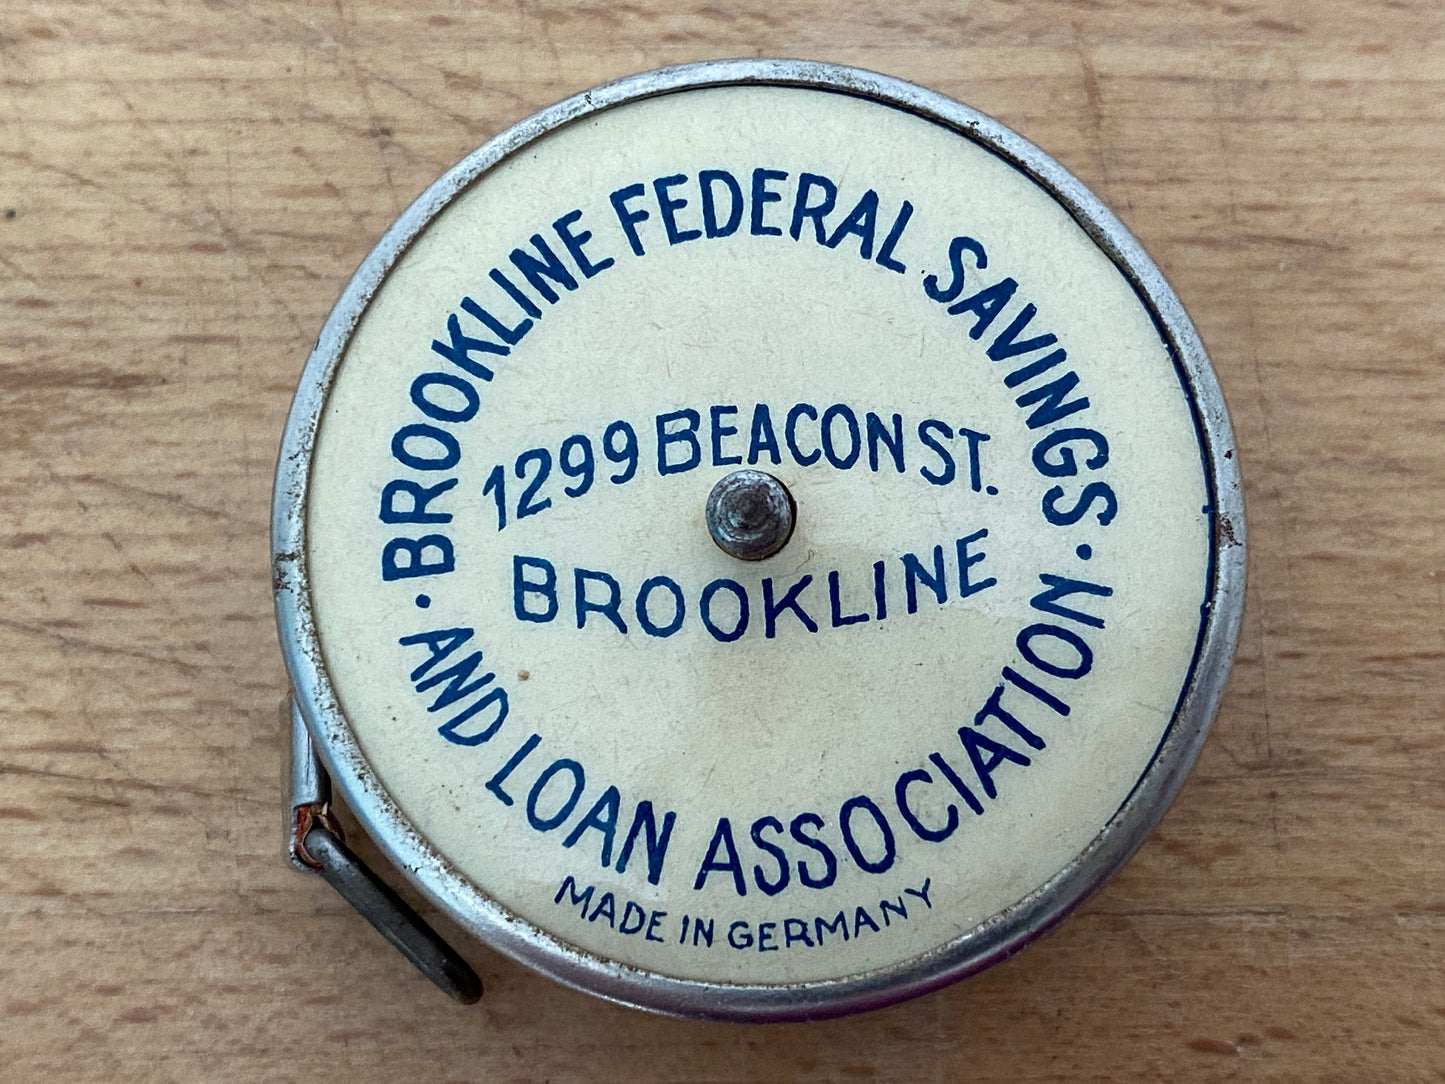 ·BROOKLINE FEDERAL SAVINGS·
AND LOAN ASSOCIATION
1299 BEACON ST.
BROOKLINE
MADE IN GERMANY